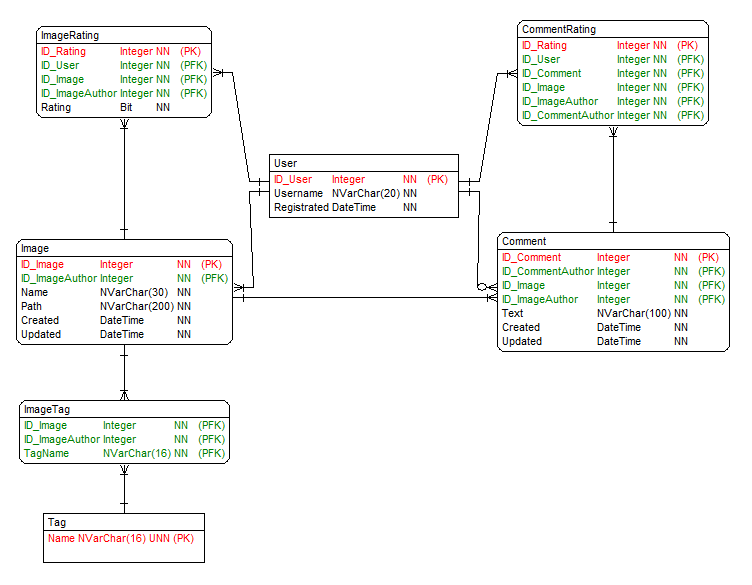 ImageRating
ID_Rating Integer NN (PK)
ID_User Integer NN (PFK)
ID_Image Integer NN (PFK)
ID_ImageAuthor Integer NN (PFK)
Rating Bit NN
CommentRating
ID_Rating Integer NN (PK)
ID_User Integer NN (PFK)
ID_Comment Integer NN (PFK)
ID_Image Integer NN (PFK)
ID_ImageAuthor Integer NN (PFK)
ID_CommentAuthor Integer NN (PFK)
User
ID_User Integer NN (PK)
Username NVarChar(20) NN
Registrated DateTime NN
Image
ID_Image Integer NN (PK)
ID_ImageAuthor Integer NN (PFK)
Name NVarChar(30) NN
Path NVarChar(200) NN
Created DateTime NN
Updated DateTime NN
Comment
ID_Comment Integer NN (PK)
ID_CommentAuthor Integer NN (PFK)
ID_Image Integer NN (PFK)
ID_ImageAuthor Integer NN (PFK)
Text NVarChar(100) NN
Created DateTime NN
Updated DateTime NN
ImageTag
ID_Image Integer NN (PFK)
ID_ImageAuthor Integer NN (PFK)
TagName NVarChar(16) NN (PFK)
Tag
Name NVarChar(16) UNN (PK)